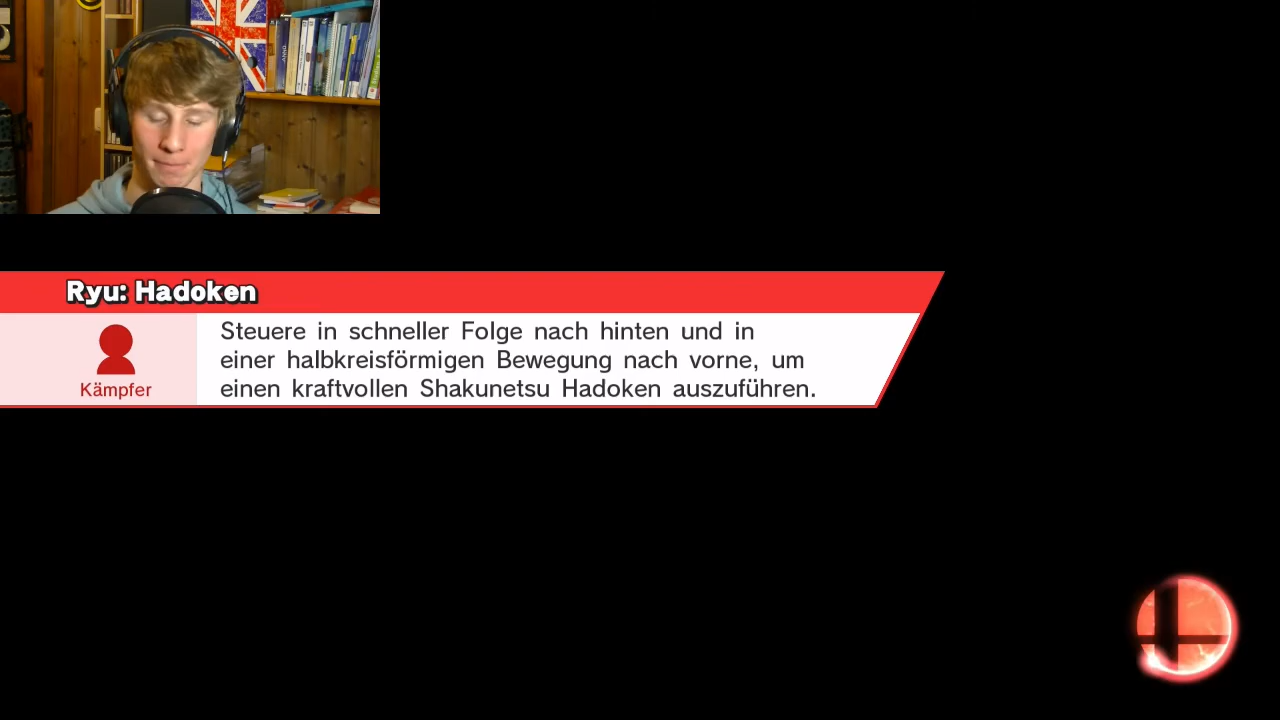 Ryu: Hadoken
Kämpfer
Steuere in schneller Folge nach hinten und in
einer halbkreisförmigen Bewegung nach vorne, um
einen kraftvollen Shakunetsu Hadoken auszuführen.